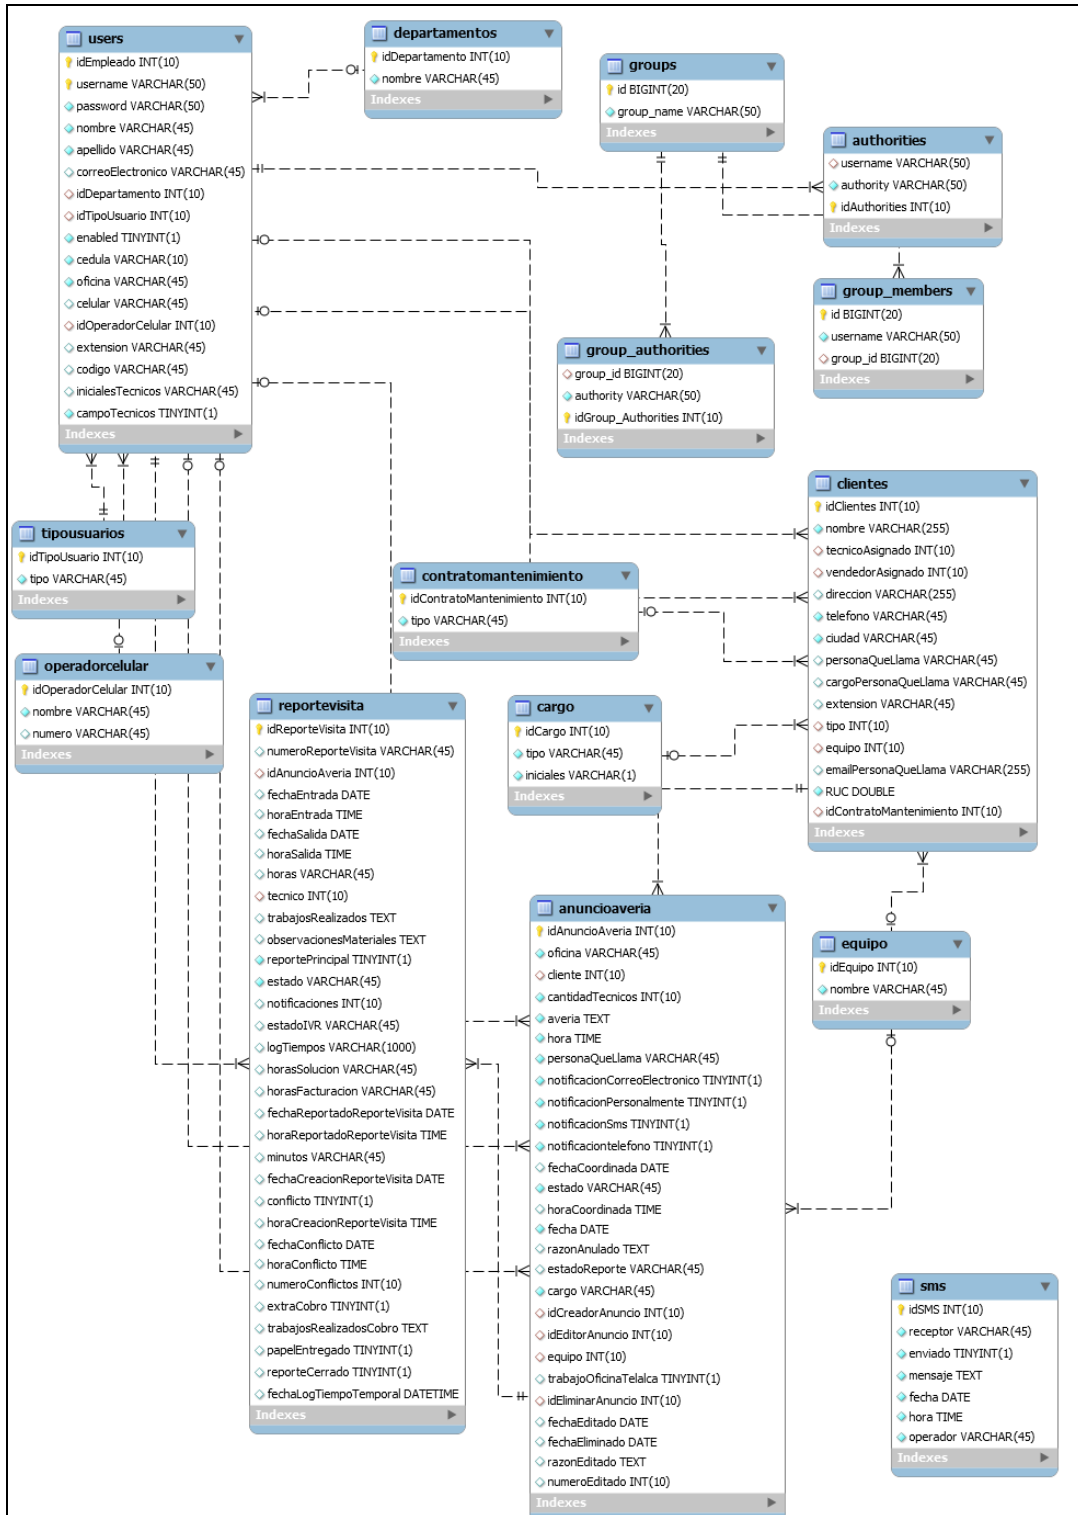 users
idEmpleado INT(10)
username VARCHAR(50)
password VARCHAR(50)
nombre VARCHAR(45)
apellido VARCHAR(45)
correoElectronico VARCHAR(45)
idDepartamento INT(10)
idTipoUsuario INT(10)
enabled TINYINT(1)
cedula VARCHAR(10)
oficina VARCHAR(45)
celular VARCHAR(45)
idOperadorCelular INT(10)
extension VARCHAR(45)
codigo VARCHAR(45)
inicialesTecnicos VARCHAR(45)
campoTecnicos TINYINT(1)
Indexes
departamentos
idDepartamento INT(10)
nombre VARCHAR(45)
Indexes
groups
id BIGINT(20)
group_name VARCHAR(50)
Indexes
authorities
username VARCHAR(50)
authority VARCHAR(50)
idAuthorities INT(10)
Indexes
group_members
id BIGINT(20)
username VARCHAR(50)
group_id BIGINT(20)
Indexes
group_authorities
group_id BIGINT(20)
authority VARCHAR(50)
idGroup_Authorities INT(10)
Indexes
clientes
idClientes INT(10)
nombre VARCHAR(255)
tecnicoAsignado INT(10)
vendedorAsignado INT(10)
direccion VARCHAR(255)
telefono VARCHAR(45)
ciudad VARCHAR(45)
personaQueLlama VARCHAR(45)
cargoPersonaQueLlama VARCHAR(45)
extension VARCHAR(45)
tipo INT(10)
equipo INT(10)
emailPersonaQueLlama VARCHAR(255)
RUC DOUBLE
idContratoMantenimiento INT(10)
Indexes
tipousuarios
idTipoUsuario INT(10)
tipo VARCHAR(45)
Indexes
contratomantenimiento
idContratoMantenimiento INT(10)
tipo VARCHAR(45)
Indexes
operadorcelular
idOperadorCelular INT(10)
nombre VARCHAR(45)
numero VARCHAR(45)
Indexes
reportevisita
idReporteVisita INT(10)
numeroReporteVisita VARCHAR(45)
idAnuncioAveria INT(10)
fechaEntrada DATE
horaEntrada TIME
fechaSalida DATE
horaSalida TIME
horas VARCHAR(45)
tecnico INT(10)
trabajosRealizados TEXT
observacionesMateriales TEXT
reportePrincipal TINYINT(1)
estado VARCHAR(45)
notificaciones INT(10)
estadoIVR VARCHAR(45)
logTiempos VARCHAR(1000)
horasSolucion VARCHAR(45)
horasFacturacion VARCHAR(45)
fechaReportadoReporteVisita DATE
horaReportadoReporteVisita TIME
minutos VARCHAR(45)
fechaCreacionReporteVisita DATE
conflicto TINYINT(1)
horaCreacionReporteVisita TIME
fechaConflicto DATE
horaConflicto TIME
numeroConflictos INT(10)
extraCobro TINYINT(1)
trabajosRealizadosCobro TEXT
papelEntregado TINYINT(1)
reporteCerrado TINYINT(1)
fechaLogTiempoTemporal DATETIME
Indexes
cargo
idCargo INT(10)
tipo VARCHAR(45)
iniciales VARCHAR(1)
Indexes
anuncioaveria
idAnuncioAveria INT(10)
oficina VARCHAR(45)
cliente INT(10)
cantidadTecnicos INT(10)
averia TEXT
hora TIME
personaQueLlama VARCHAR(45)
notificacionCorreoElectronico TINYINT(1)
notificacionPersonalmente TINYINT(1)
notificacionSms TINYINT(1)
notificaciontelefono TINYINT(1)
fechaCoordinada DATE
estado VARCHAR(45)
horaCoordinada TIME
fecha DATE
razonAnulado TEXT
estadoReporte VARCHAR(45)
cargo VARCHAR(45)
idCreadorAnuncio INT(10)
idEditorAnuncio INT(10)
equipo INT(10)
trabajoOficinaTelalca TINYINT(1)
idEliminarAnuncio INT(10)
fechaEditado DATE
fechaEliminado DATE
razonEditado TEXT
numeroEditado INT(10)
Indexes
equipo
idEquipo INT(10)
nombre VARCHAR(45)
Indexes
sms
idSMS INT(10)
receptor VARCHAR(45)
enviado TINYINT(1)
mensaje TEXT
fecha DATE
hora TIME
operador VARCHAR(45)
Indexes